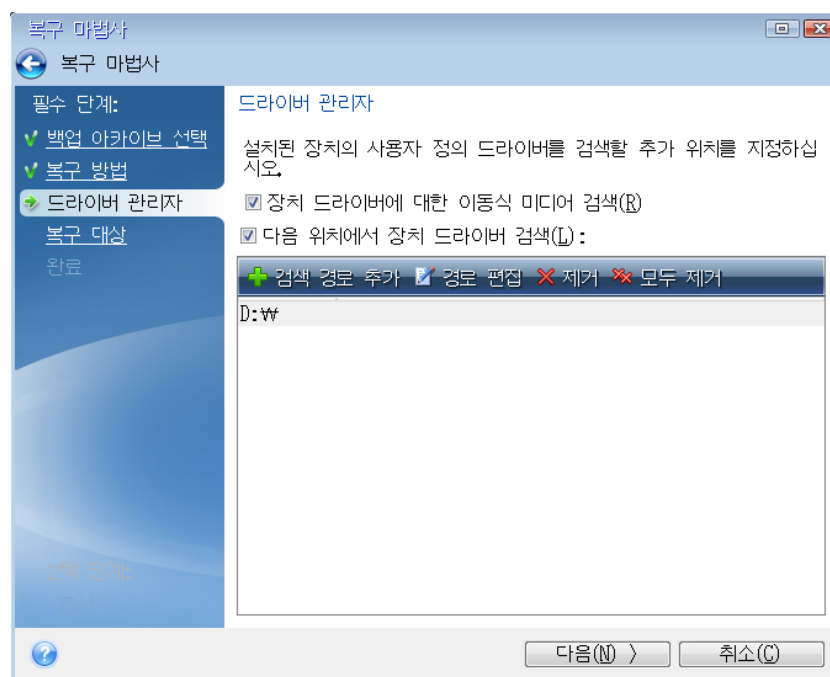 복구 마법사
복구 마법사
필수 단계:
백업 아카이브 선택
복구 방법
드라이버 관리자
복구 대상
완료
드라이버 관리자
설치된 장치의 사용자 정의 드라이버를 검색할 추가 위치를 지정하십
시오.
장치 드라이버에 대한 이동식 미디어 검색(R)
다음 위치에서 장치 드라이버 검색(L):
검색 경로 추가 경로 편집 제거 모두 제거
D:₩
다음(N) 〉 취소(C)